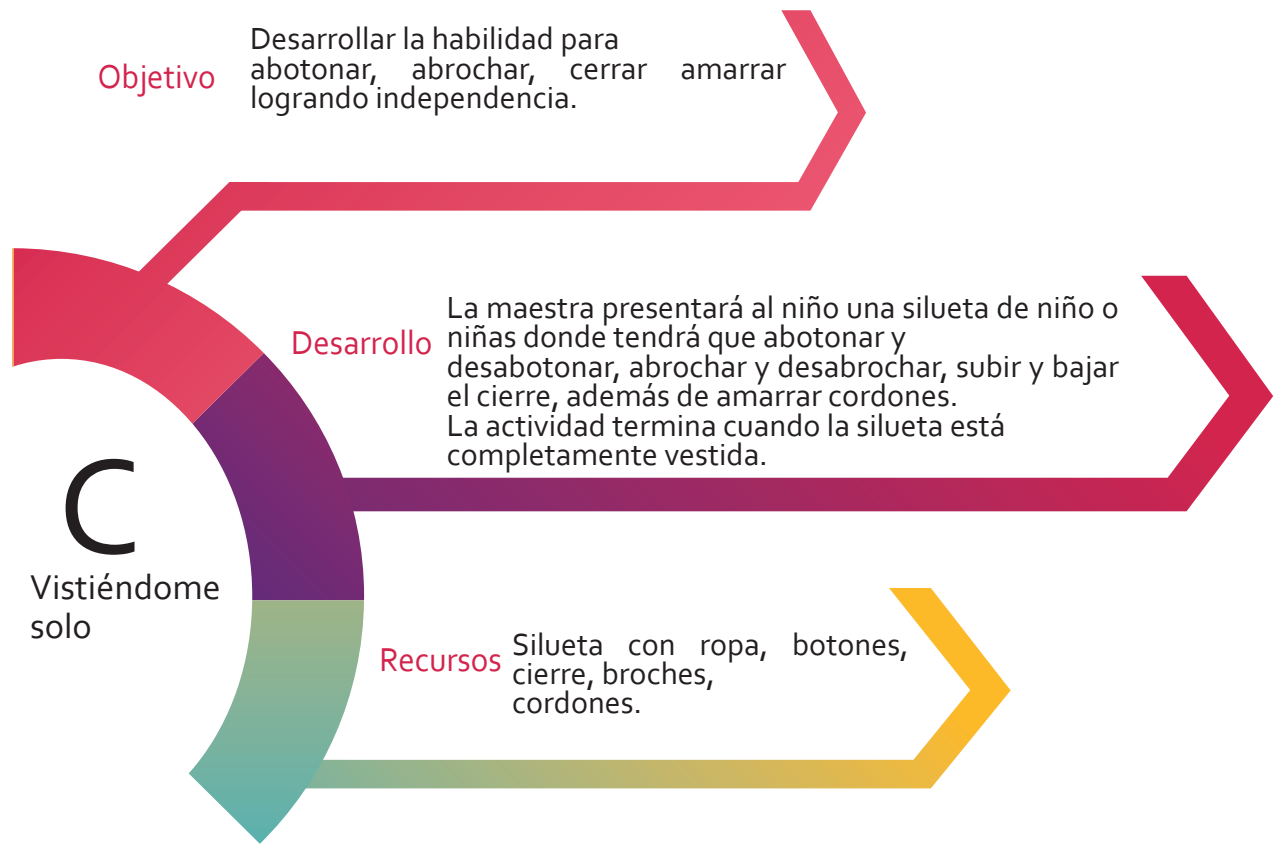 Objetivo
Desarrollar la habilidad para
abotonar, abrochar, cerrar amarrar
logrando independencia.
Desarrollo
La maestra presentará al niño una silueta de niño o
niñas donde tendrá que abotonar y
desabotonar, abrochar y desabrochar, subir y bajar
el cierre, además de amarrar cordones.
La actividad termina cuando la silueta está
completamente vestida.
C
Vistiéndome
solo
Recursos
Silueta con ropa, botones,
cierre, broches,
cordones.